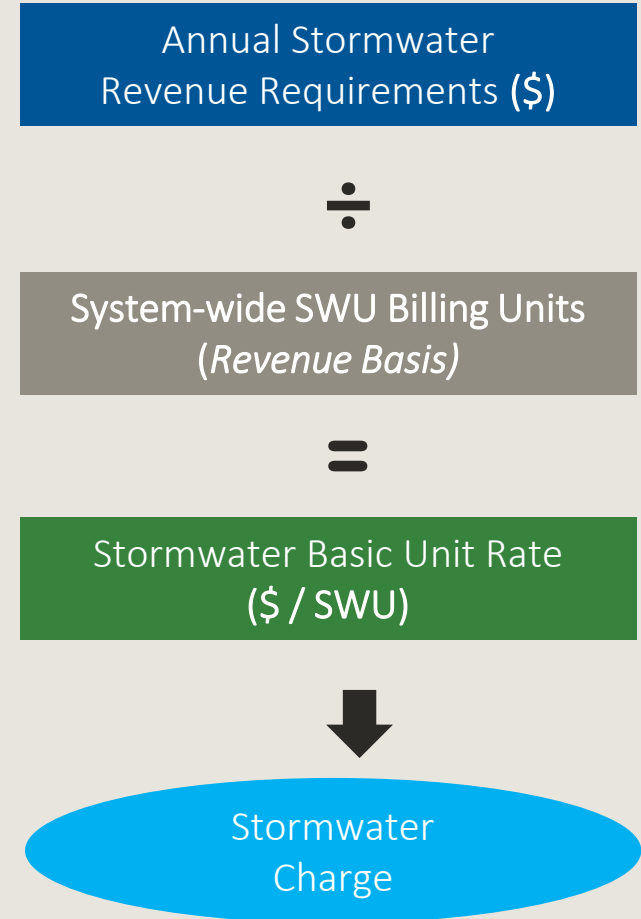 Annual Stormwater
Revenue Requirements ($)
÷
System-wide SWU Billing Units
(Revenue Basis)
=
Stormwater Basic Unit Rate
($ / SWU)
Stormwater
Charge